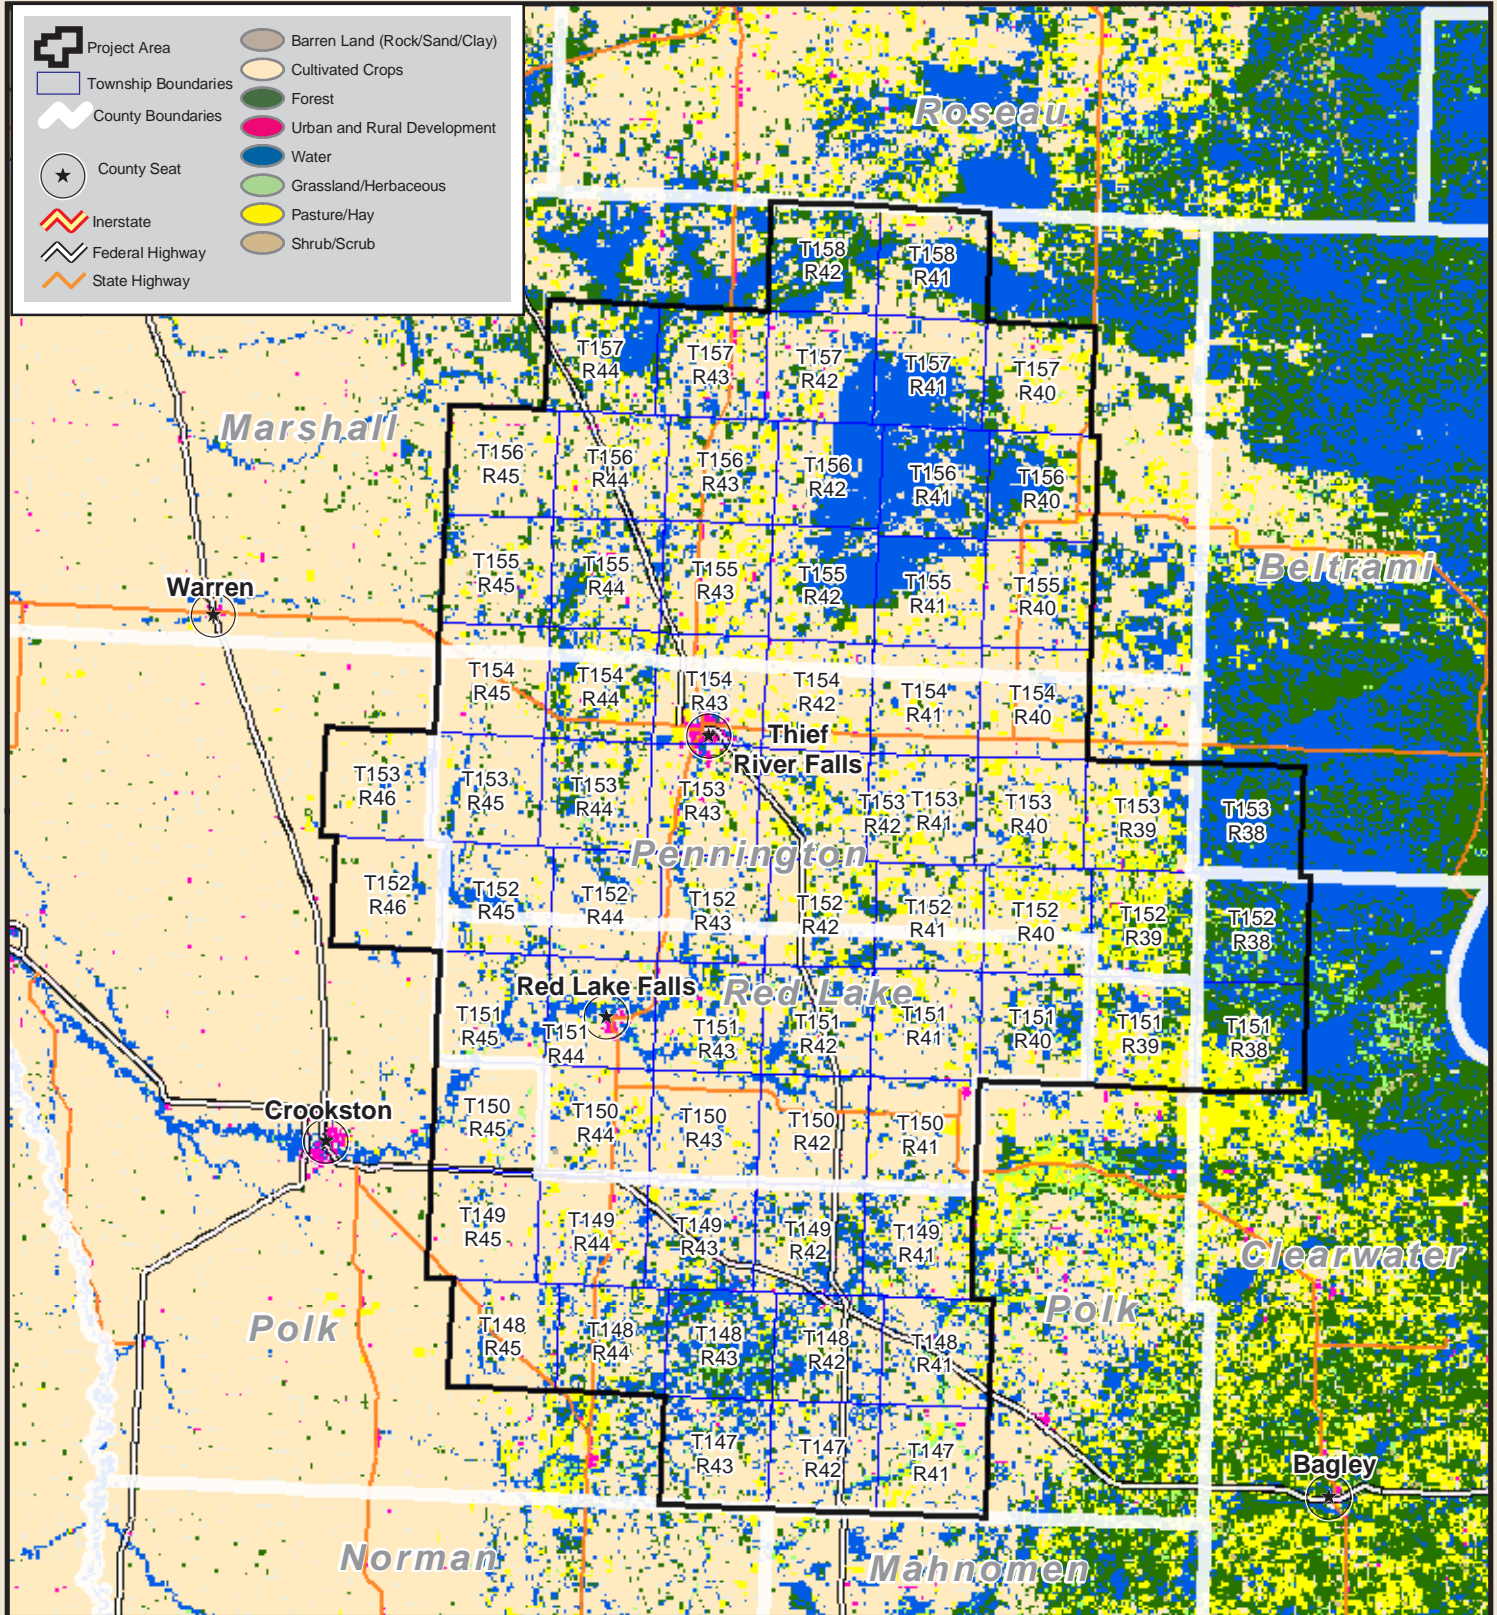 Project Area
Township Boundaries
County Boundaries
County Seat
Inerstate
Federal Highway
State Highway
Barren Land (Rock/Sand/Clay)
Cultivated Crops
Forest
Urban and Rural Development
Water
Grassland/Herbaceous
Pasture/Hay
Shrub/Scrub
Roseau
T158
R42
T158
R41
T157
R44
T157
R43
T157
R42
T157
R41
T157
R40
Marshall
T156
R45
T156
R44
T156
R43
T156
R42
T156
R41
T156
R40
Beltrami
T155
R45
T155
R44
T155
R43
T155
R42
T155
R41
T155
R40
Warren
T154
R45
T154
R44
T154
R43
T154
R42
T154
R41
T154
R40
Thief
River Falls
T153
R46
T153
R45
T153
R44
T153
R43
T153
R42
T153
R41
T153
R40
T153
R39
T153
R38
Pennington
T152
R46
T152
R45
T152
R44
T152
R43
T152
R42
T152
R41
T152
R40
T152
R39
T152
R38
Red Lake Falls
Red Lake
T151
R45
T151
R44
T151
R43
T151
R42
T151
R41
T151
R40
T151
R39
T151
R38
Crookston
T150
R45
T150
R44
T150
R43
T150
R42
T150
R41
T149
R45
T149
R44
T149
R43
T149
R42
T149
R41
Clearwater
Polk
Polk
T148
R45
T148
R44
T148
R43
T148
R42
T148
R41
T147
R43
T147
R42
T147
R41
Bagley
Norman
Mahnomen